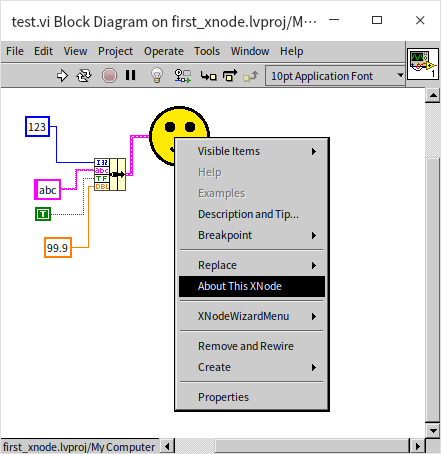 test.vi Block Diagram on first_xnode.lvproj/M⋯
File Edit View Project Operate Tools Window Help
10pt Application Font
1
123
I32
abc
TF
DBL
abc
T
99.9
Visible Items
Help
Examples
Description and Tip...
Breakpoint
Replace
About This XNode
XNodeWizardMenu
Remove and Rewire
Create
Properties
first_xnode.lvproj/My Computer